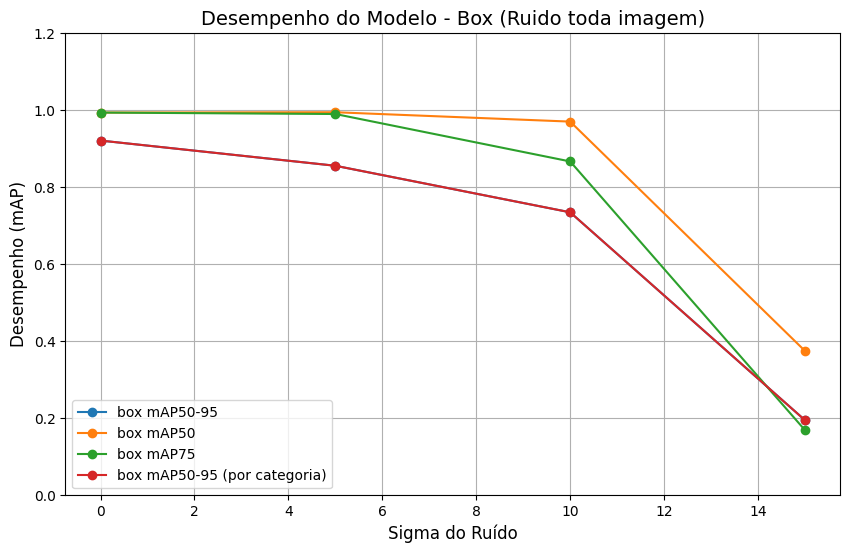 Desempenho do Modelo - Box (Ruido toda imagem)
Desempenho (mAP)
1.2
1.0
0.8
0.6
0.4
0.2
0.0
box mAP50-95
box mAP50
box mAP75
box mAP50-95 (por categoria)
0 2 4 6 8 10 12 14
Sigma do Ruído